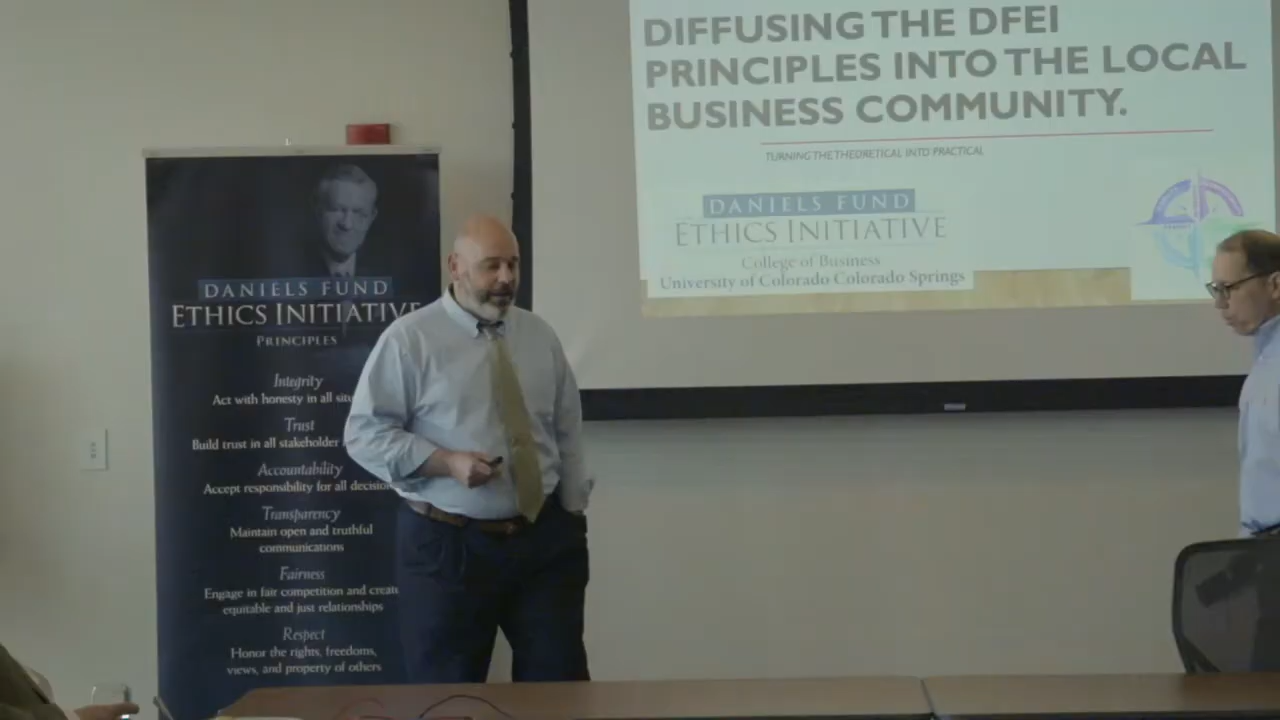 DIFFUSING THE DFEI
PRINCIPLES INTO THE LOCAL
BUSINESS COMMUNITY.
TURNING THE THEORETICAL INTO PRACTICAL
DANIELS FUND
ETHICS INITIATIVE
College of Business
University of Colorado Colorado Springs
DANIELS FUND
ETHICS INITIATIVE
PRINCIPLES
Integrity
Act with honesty in all
Trust
Build trust in all stakeholder
Accountability
Accept responsibility for all
Transparency
Maintain open and truthful
communications
Fairness
Engage in fair competition and create
equitable and just relationships
Respect
Honor the rights, freedoms,
views, and property of others